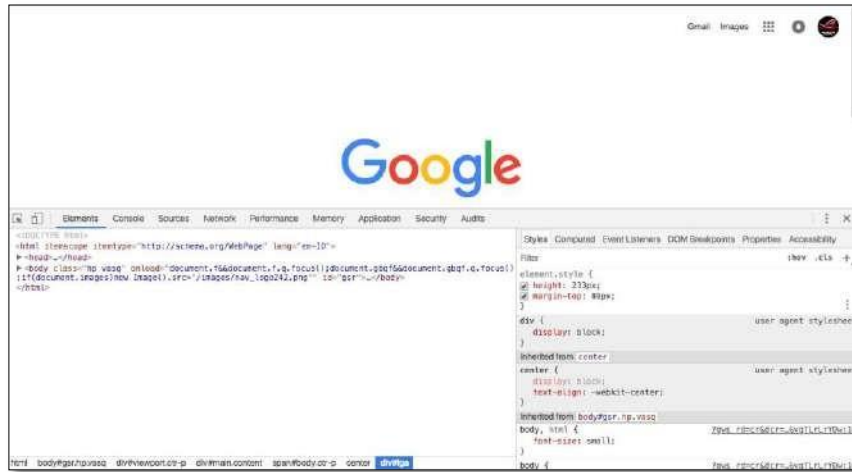 Gmail Images
Google
Elements Console Sources Network Performance Memory Application Security Audits
<!DOCTYPE html>
<html itemscope itemtype="http://schema.org/WebPage" lang="en-ID">
<head>…</head>
<body class="hp vasq" onload="document.f&&document.f.q.focus();document.gbqf&&document.gbqf.q.focus()
;if(document.images)new Image().src='/images/nav_logo242.png'" id="gsr">…</body>
</html>
html body#gsr.hp.vasq div#viewport.ctr-p div#main.content span#body.ctr-p center div#lga
Styles Computed Event Listeners DOM Breakpoints Properties Accessibility
Filter :hov .cls +
element.style {
height: 233px;
margin-top: 89px;
}
div { user agent styleshee
display: block;
}
Inherited from center
center { user agent styleshee
display: block;
text-align: -webkit-center;
}
Inherited from body#gsr.hp.vasq
body, html {
font-size: small;
}
body {